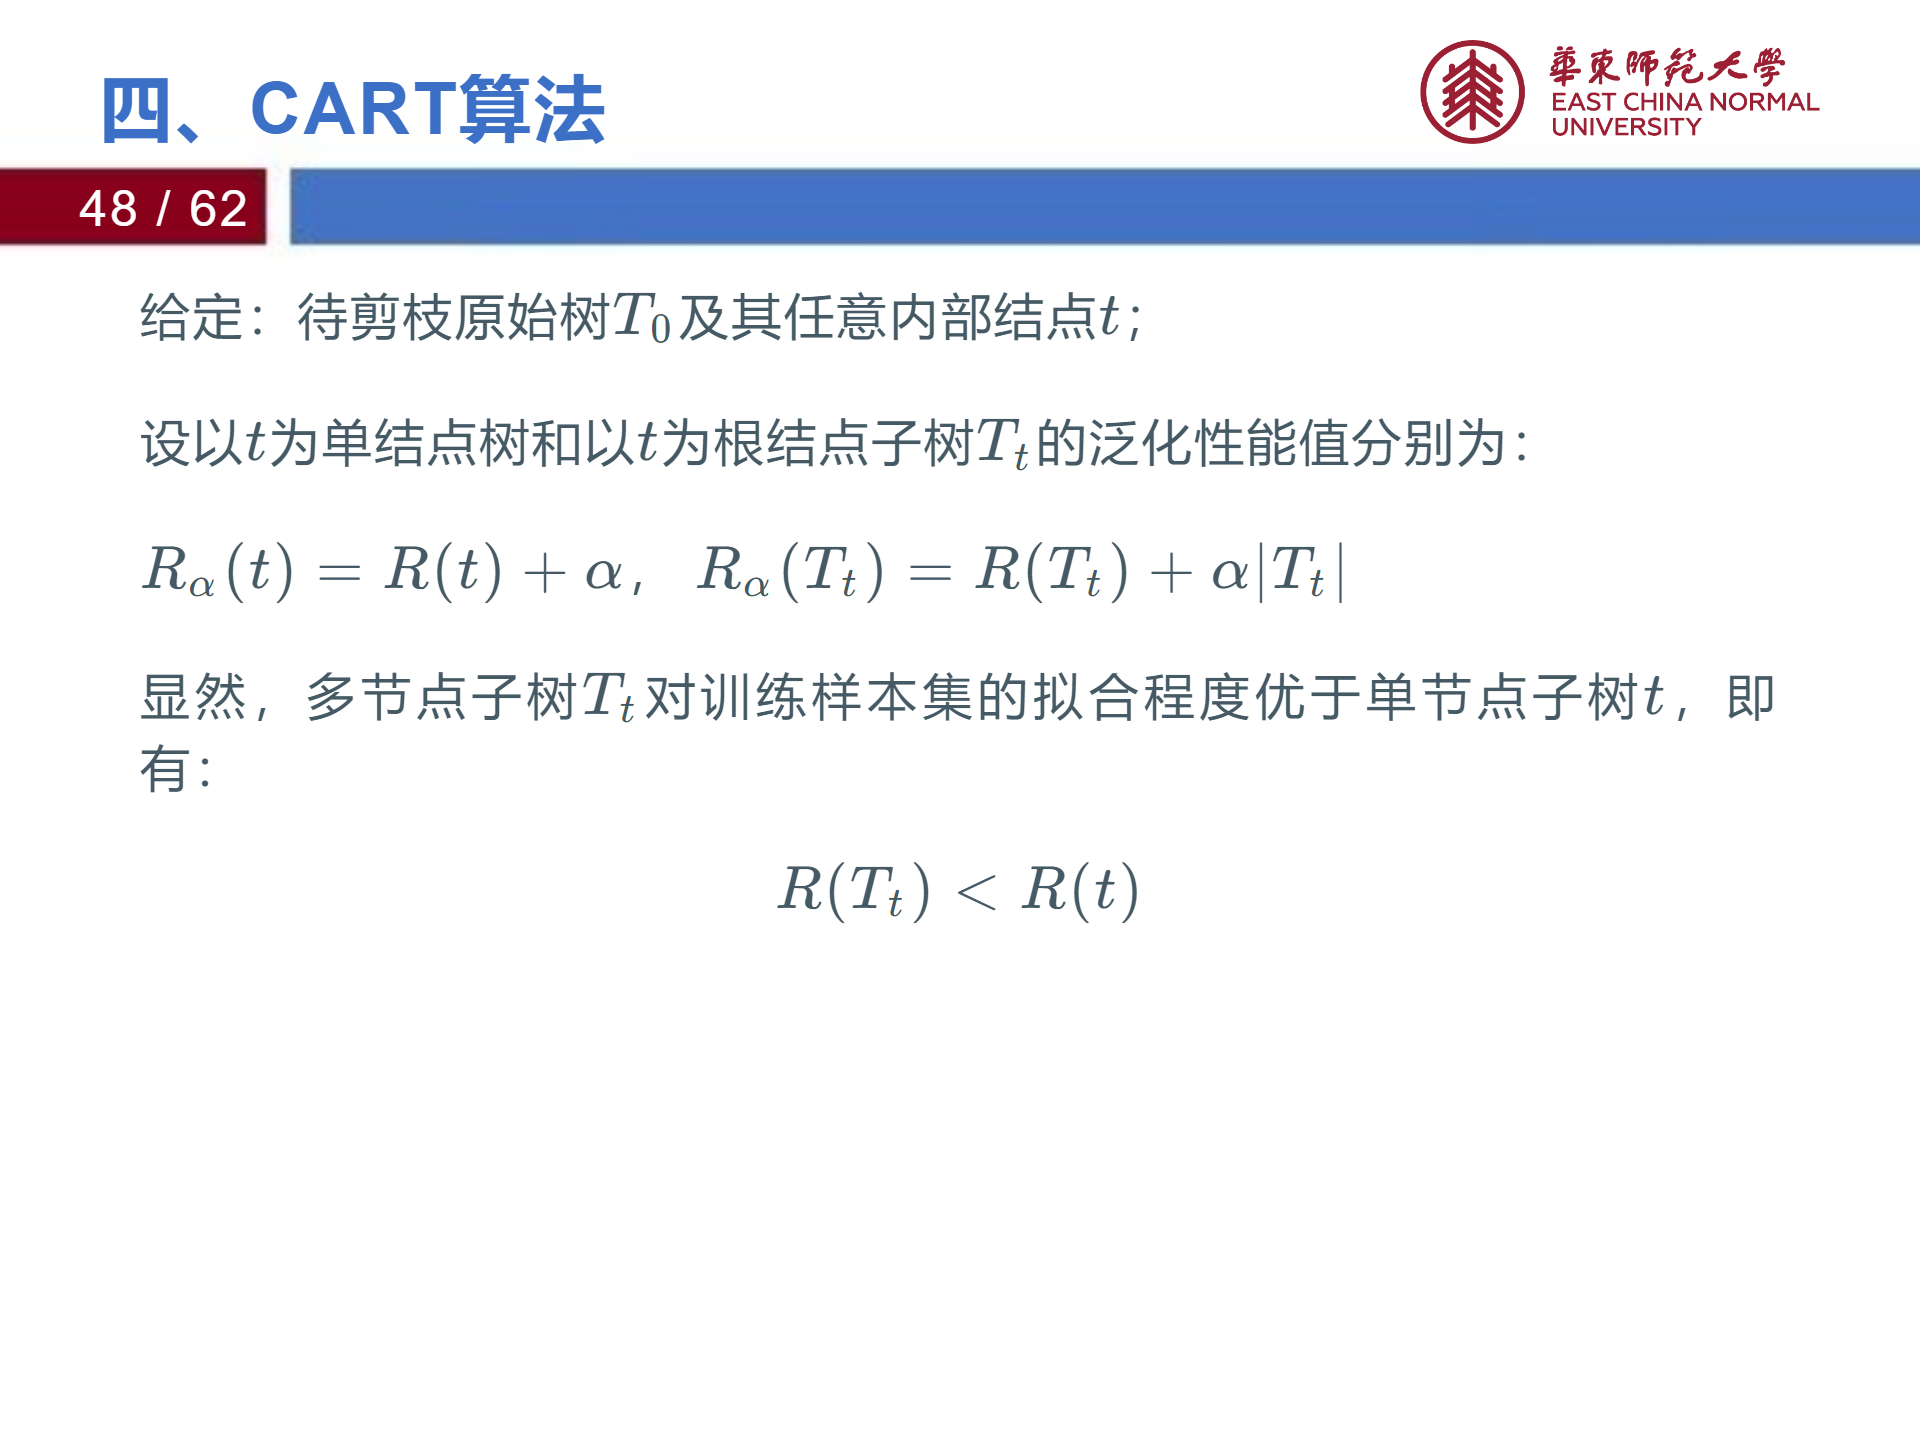 四、CART算法
華東師範大學
EAST CHINA NORMAL
UNIVERSITY
48 / 62
给定：待剪枝原始树T₀及其任意内部结点t；
设以t为单结点树和以t为根结点子树Tₜ的泛化性能值分别为：
R_α(t) = R(t) + α， R_α(Tₜ) = R(Tₜ) + α|Tₜ|
显然，多节点子树Tₜ对训练样本集的拟合程度优于单节点子树t，即
有：
R(Tₜ) < R(t)